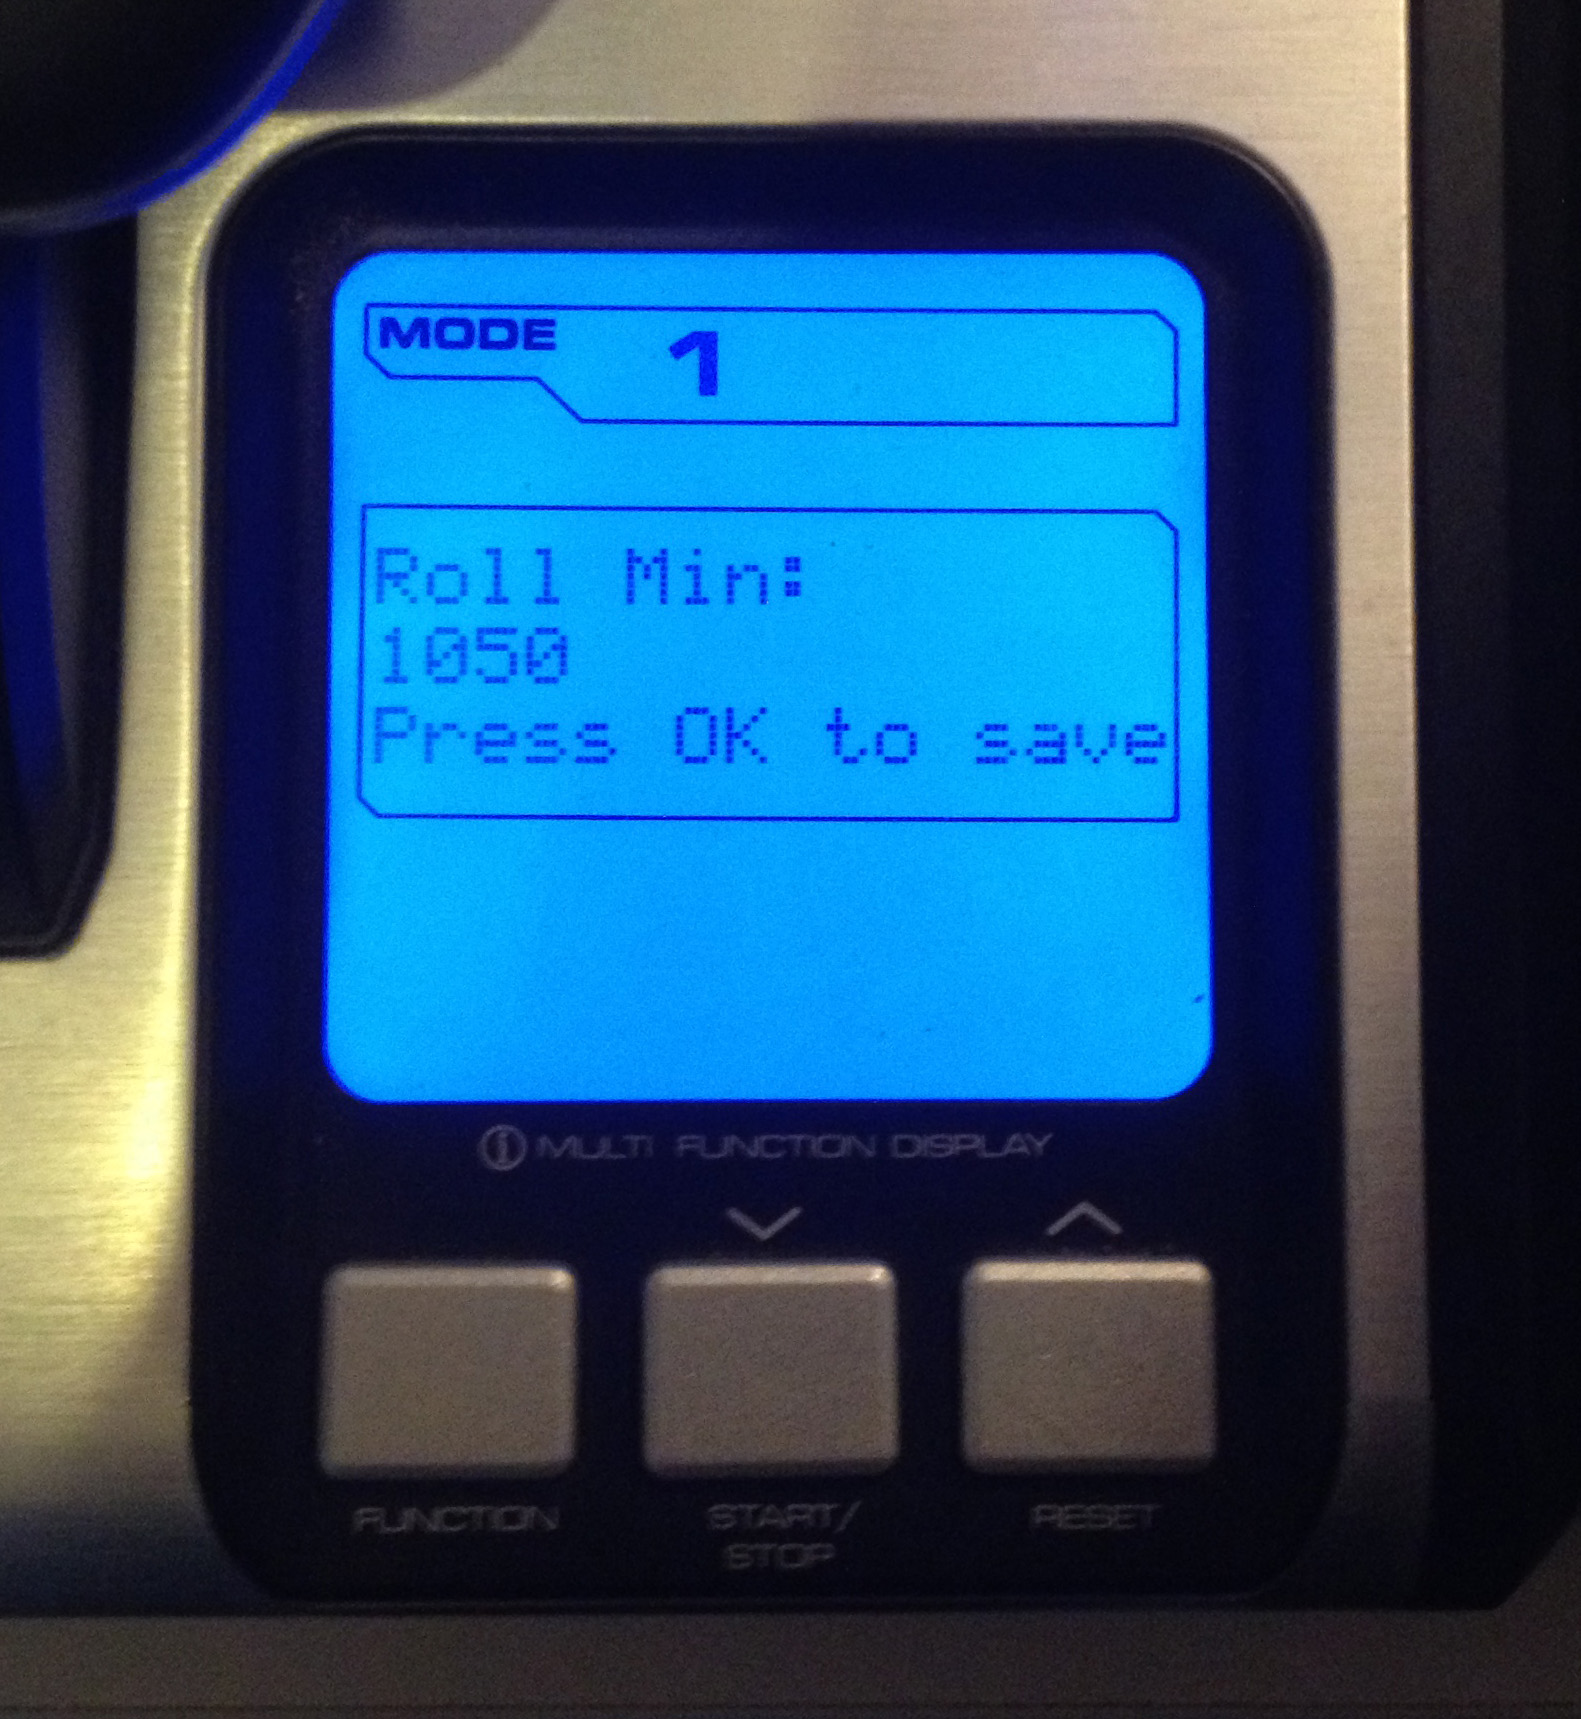 MODE 1
Roll Min:
1050
Press OK to save
i MULTI FUNCTION DISPLAY
FUNCTION
START/
STOP
RESET